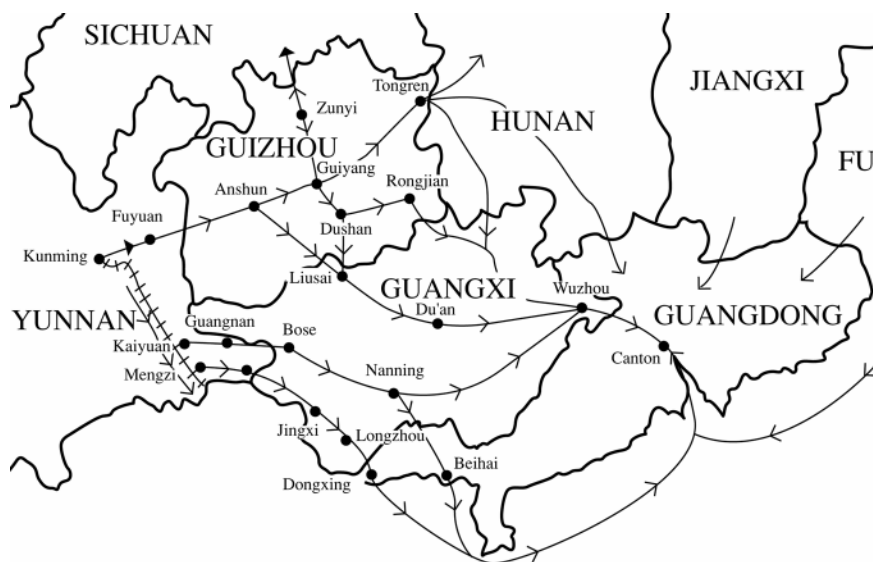 SICHUAN
JIANGXI
Tongren
Zunyi
HUNAN
GUIZHOU
FU
Guiyang
Rongjian
Anshun
Fuyuan
Dushan
Kunming
Liusai
GUANGXI
Wuzhou
YUNNAN
Guangnan
Du'an
GUANGDONG
Kaiyuan
Bose
Canton
Mengzi
Nanning
Jingxi
Longzhou
Beihai
Dongxing